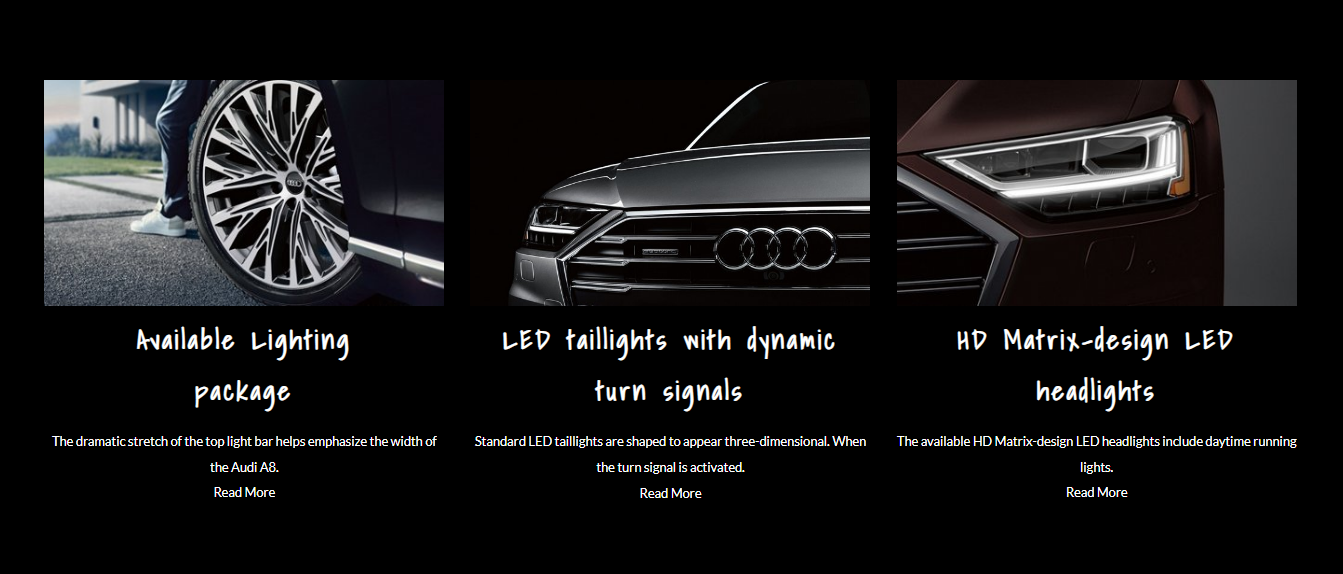 Available Lighting
package
The dramatic stretch of the top light bar helps emphasize the width of
the Audi A8.
Read More
LED taillights with dynamic
turn signals
Standard LED taillights are shaped to appear three-dimensional. When
the turn signal is activated.
Read More
HD Matrix-design LED
headlights
The available HD Matrix-design LED headlights include daytime running
lights.
Read More